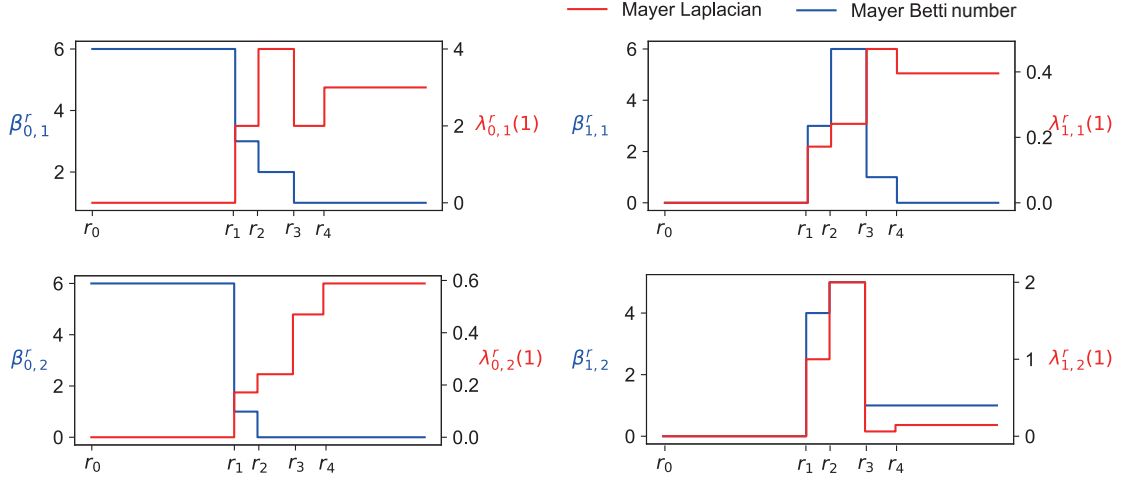 Mayer Laplacian Mayer Betti number
6 4 6 0.4
4 2 4 0.2
2 0 2 0.0
0
β^r_{0,1} λ^r_{0,1}(1) β^r_{1,1} λ^r_{1,1}(1)
r_0 r_1 r_2 r_3 r_4 r_0 r_1 r_2 r_3 r_4
6 0.6 4 2
4 0.4 2 1
2 0.2 0 0
0 0.0
β^r_{0,2} λ^r_{0,2}(1) β^r_{1,2} λ^r_{1,2}(1)
r_0 r_1 r_2 r_3 r_4 r_0 r_1 r_2 r_3 r_4